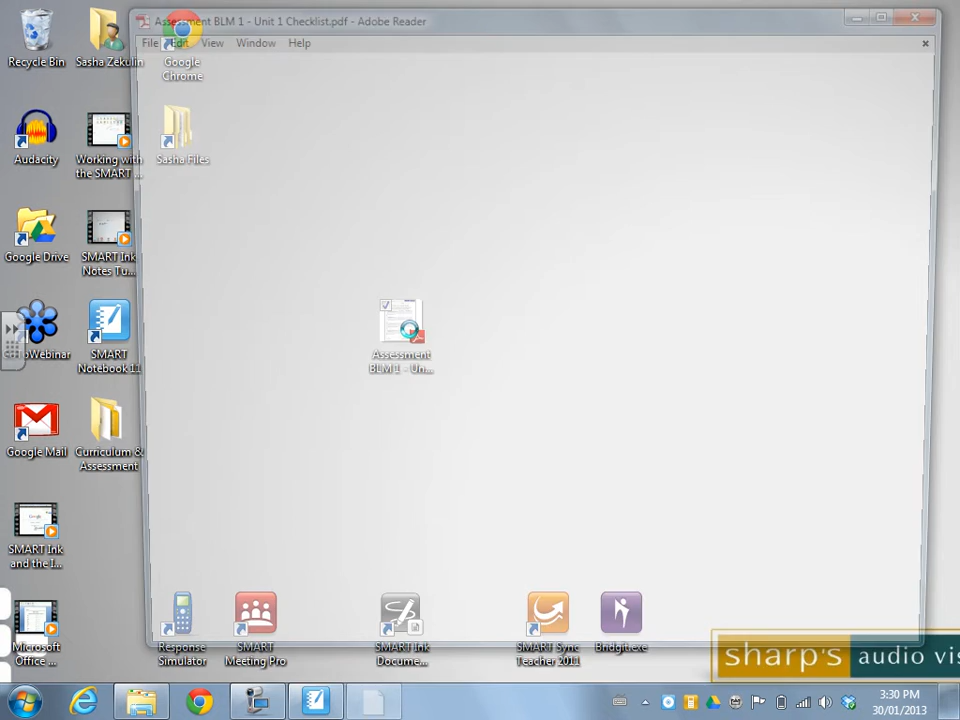 Assessment BLM 1 - Unit 1 Checklist.pdf - Adobe Reader
File Edit View Window Help
Recycle Bin
Sasha Zekulin
Google
Chrome
Audacity
Working with
the SMART ...
Sasha Files
Google Drive
SMART Ink
Notes Tu...
SMART
Notebook 11
Assessment
BLM 1 - Un...
Google Mail
Curriculum &
Assessment
SMART Ink
and the I...
Microsoft
Office ...
Response
Simulator
SMART
Meeting Pro
SMART Ink
Docume...
SMART Sync
Teacher 2011
Bridgit.exe
sharp's audio vis
3:30 PM
30/01/2013